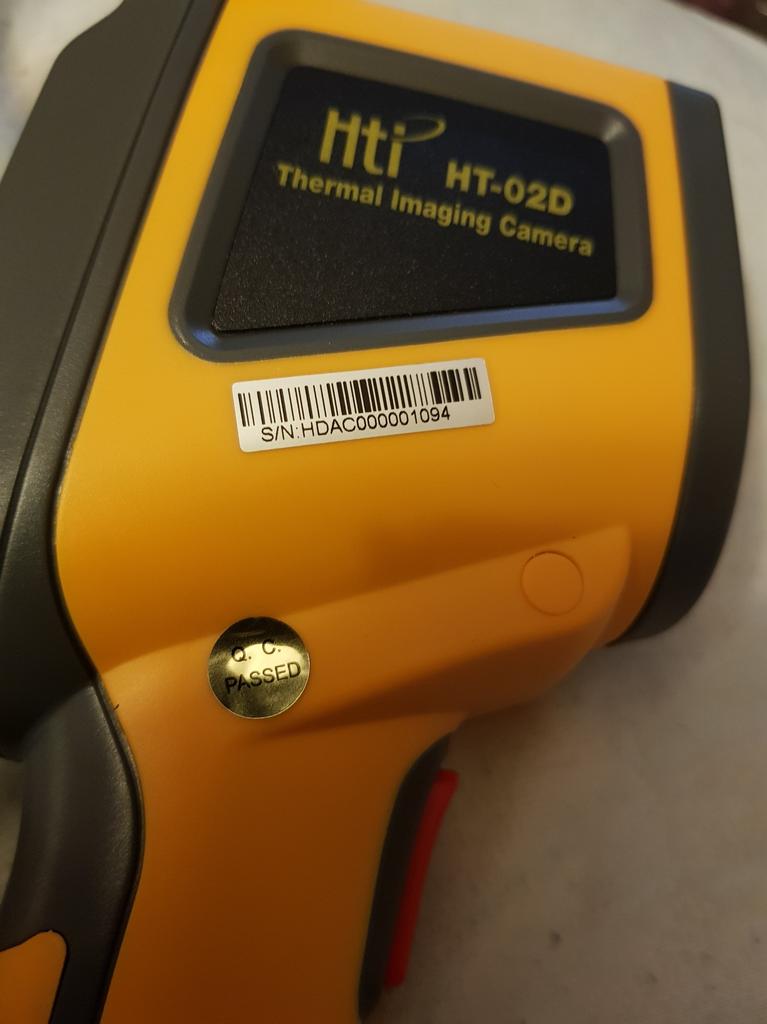 Hti HT-02D
Thermal Imaging Camera
S/N:HDAC000001094
Q. C.
PASSED